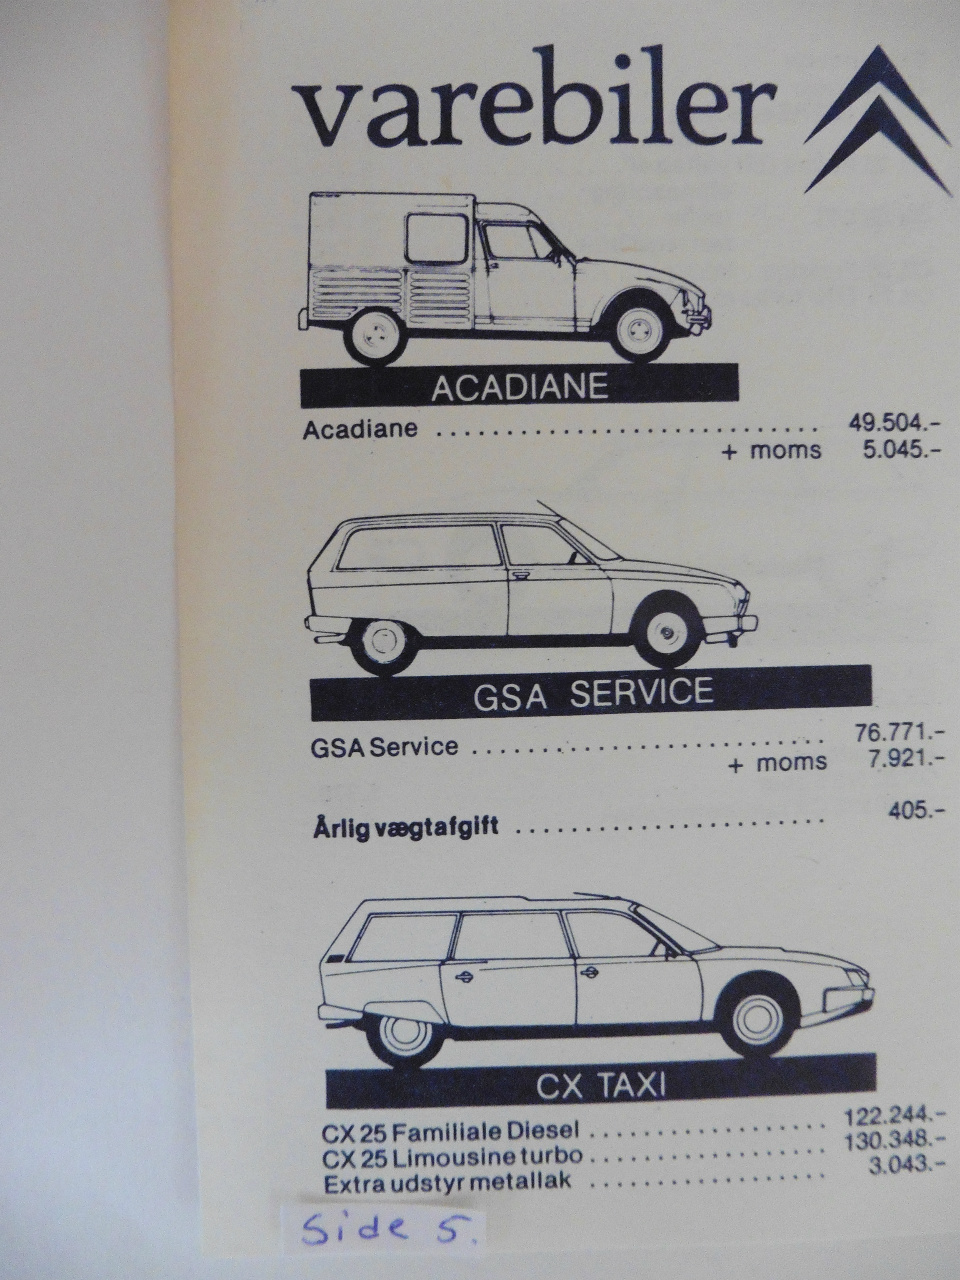 varebiler
ACADIANE
Acadiane ............................ 49.504.-
+ moms 5.045.-
GSA SERVICE
GSA Service ......................... 76.771.-
+ moms 7.921.-
Årlig vægtafgift ...................... 405.-
CX TAXI
CX 25 Familiale Diesel .................. 122.244.-
CX 25 Limousine turbo .................. 130.348.-
Extra udstyr metallak .................. 3.043.-
Side 5.